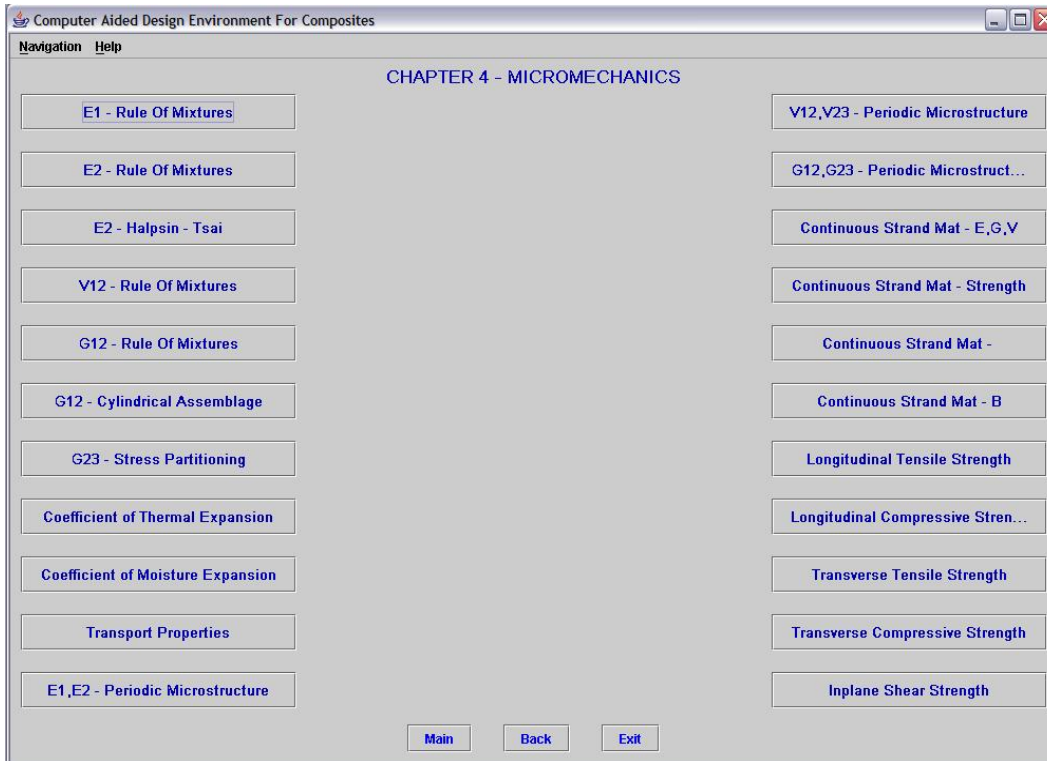 Computer Aided Design Environment For Composites
Navigation Help
CHAPTER 4 - MICROMECHANICS
E1 - Rule Of Mixtures
E2 - Rule Of Mixtures
E2 - Halpsin - Tsai
V12 - Rule Of Mixtures
G12 - Rule Of Mixtures
G12 - Cylindrical Assemblage
G23 - Stress Partitioning
Coefficient of Thermal Expansion
Coefficient of Moisture Expansion
Transport Properties
E1,E2 - Periodic Microstructure
V12,V23 - Periodic Microstructure
G12,G23 - Periodic Microstruct...
Continuous Strand Mat - E,G,V
Continuous Strand Mat - Strength
Continuous Strand Mat -
Continuous Strand Mat - B
Longitudinal Tensile Strength
Longitudinal Compressive Stren...
Transverse Tensile Strength
Transverse Compressive Strength
Inplane Shear Strength
Main Back Exit